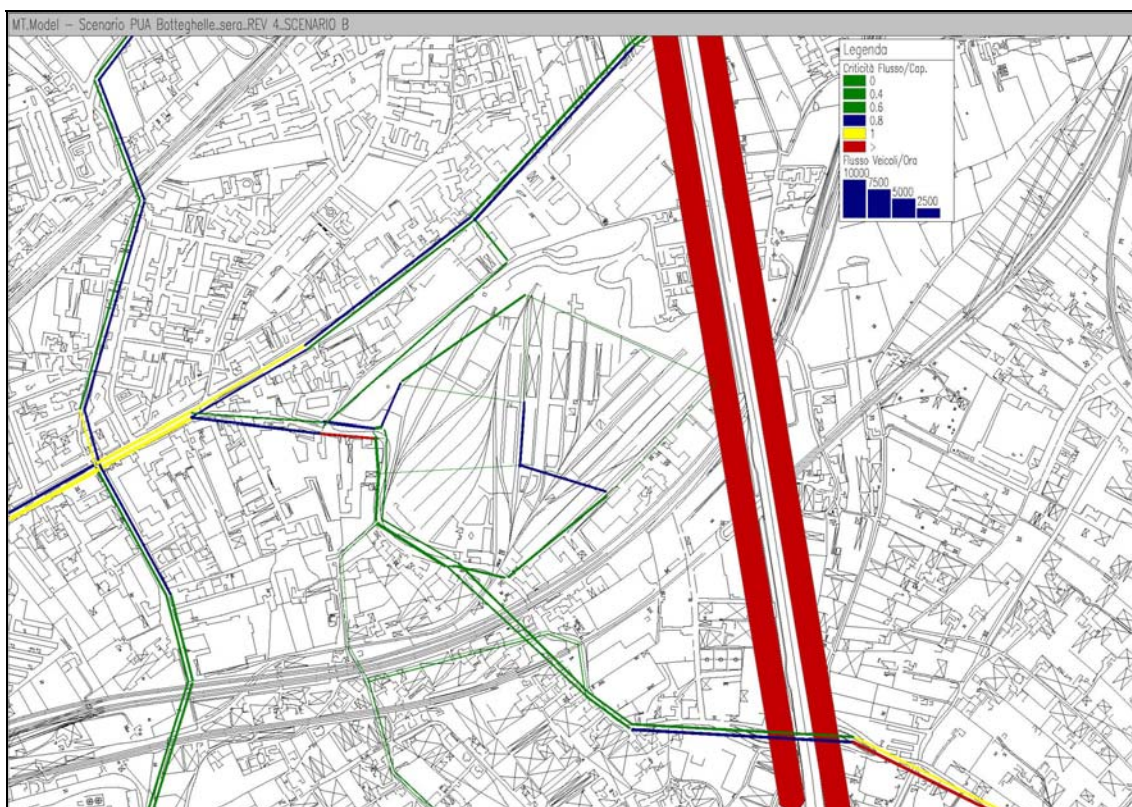 MT.Model - Scenario PUA Botteghelle_sera_REV 4_SCENARIO B
Legenda
Criticità Flusso/Cap.
0
0.4
0.6
0.8
1
>
Flusso Veicoli/Ora
10000
7500
5000
2500